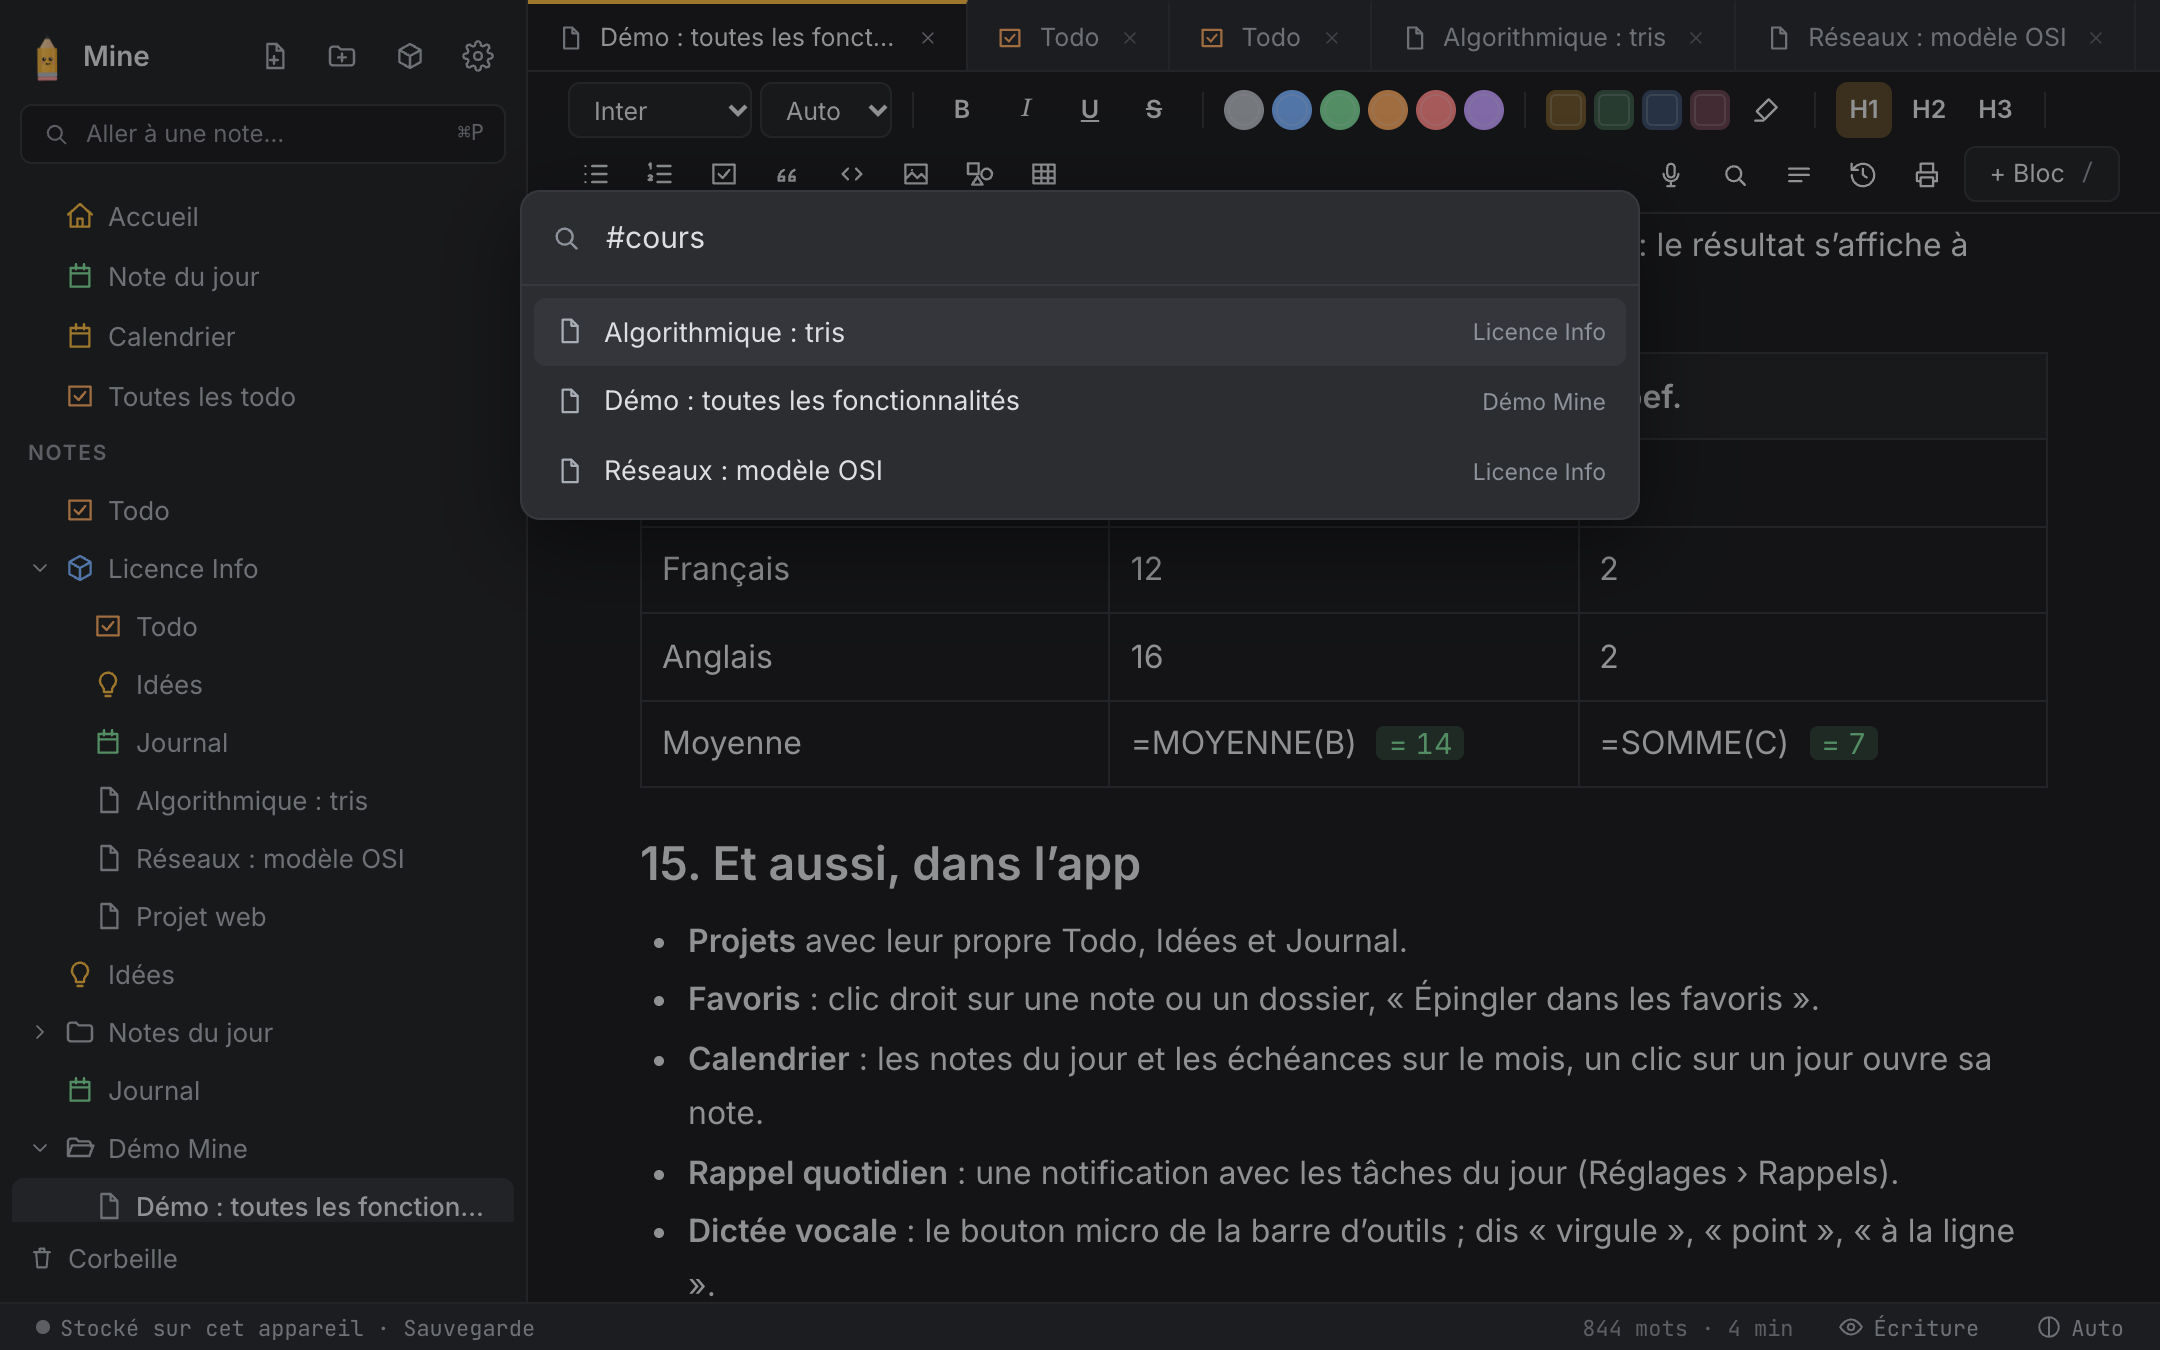 Mine
Aller à une note...
⌘P
Accueil
Note du jour
Calendrier
Toutes les todo
NOTES
Todo
Licence Info
Todo
Idées
Journal
Algorithmique : tris
Réseaux : modèle OSI
Projet web
Idées
Notes du jour
Journal
Démo Mine
Démo : toutes les fonction...
Corbeille
Démo : toutes les fonct...
Todo
Todo
Algorithmique : tris
Réseaux : modèle OSI
Inter
Auto
B I U S
H1 H2 H3
+ Bloc /
#cours
Algorithmique : tris Licence Info
Démo : toutes les fonctionnalités Démo Mine
Réseaux : modèle OSI Licence Info
: le résultat s’affiche à
ef.
Français 12 2
Anglais 16 2
Moyenne =MOYENNE(B) = 14 =SOMME(C) = 7
15. Et aussi, dans l’app
• Projets avec leur propre Todo, Idées et Journal.
• Favoris : clic droit sur une note ou un dossier, « Épingler dans les favoris ».
• Calendrier : les notes du jour et les échéances sur le mois, un clic sur un jour ouvre sa
note.
• Rappel quotidien : une notification avec les tâches du jour (Réglages › Rappels).
• Dictée vocale : le bouton micro de la barre d’outils ; dis « virgule », « point », « à la ligne
».
Stocké sur cet appareil · Sauvegarde
844 mots · 4 min
Écriture
Auto